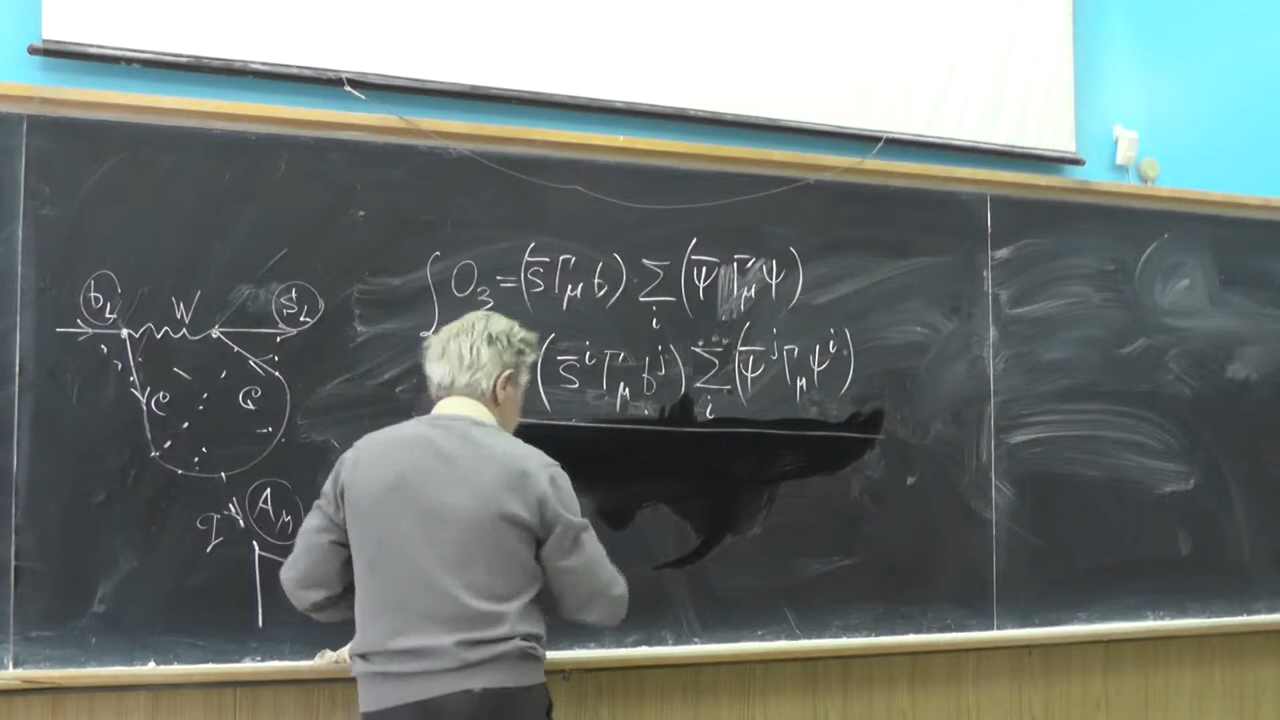 b_L W S_L
c c
q A_μ
O_3 = (s̄ Γ_μ b) · Σ_i (ψ̄ Γ_μ ψ)
(s̄^i Γ_μ b^j) Σ_i (ψ̄^j Γ_μ ψ^i)